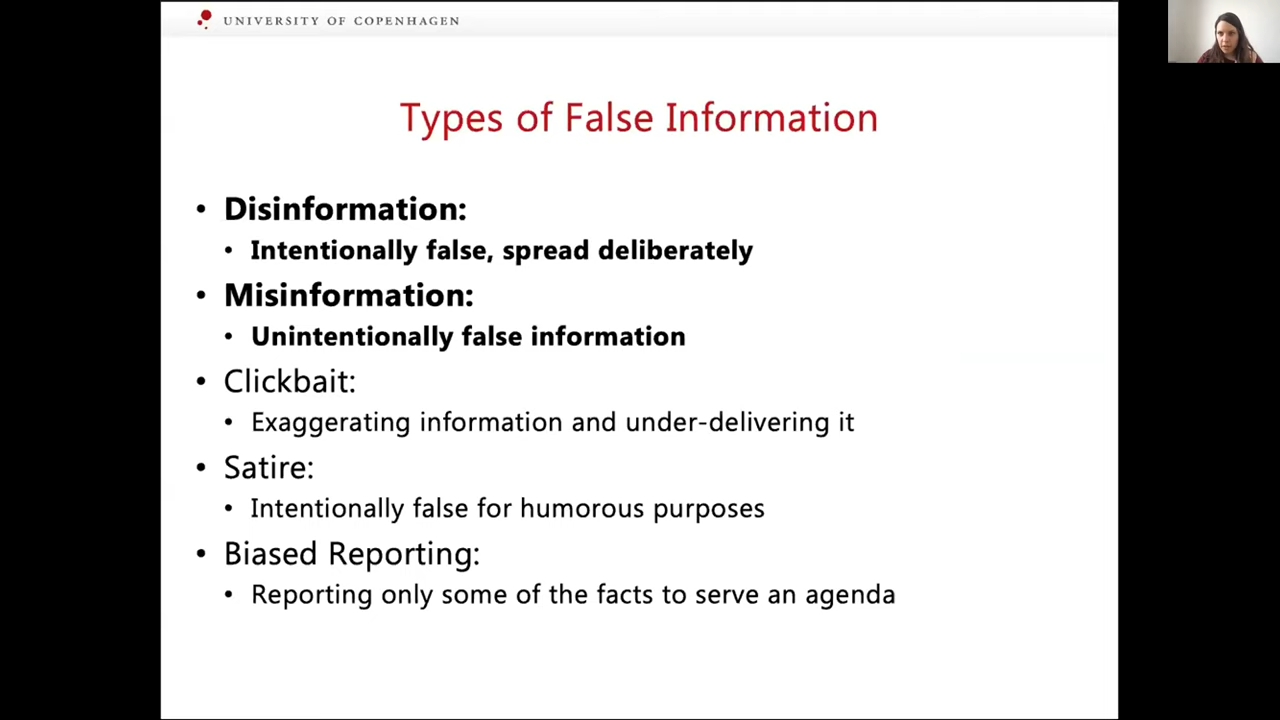 UNIVERSITY OF COPENHAGEN
Types of False Information
• Disinformation:
• Intentionally false, spread deliberately
• Misinformation:
• Unintentionally false information
• Clickbait:
• Exaggerating information and under-delivering it
• Satire:
• Intentionally false for humorous purposes
• Biased Reporting:
• Reporting only some of the facts to serve an agenda